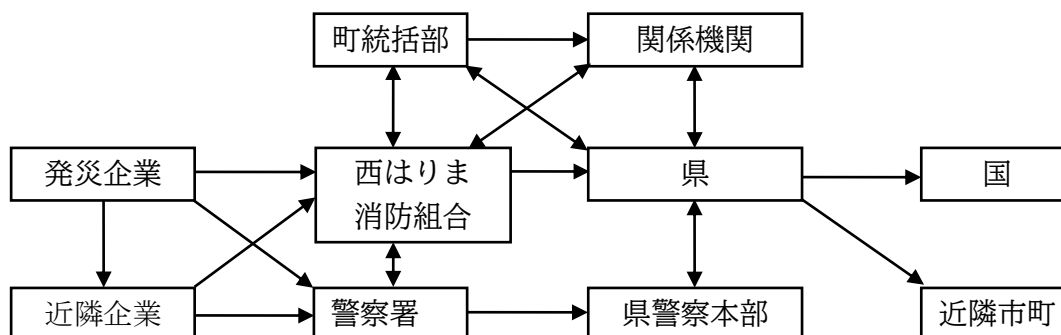 町統括部
関係機関
発災企業
西はりま
消防組合
県
国
近隣企業
警察署
県警察本部
近隣市町